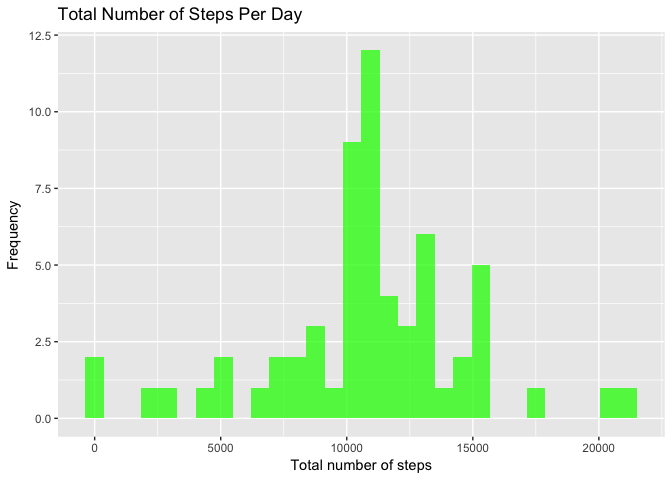 Total Number of Steps Per Day
12.5
10.0
7.5
5.0
2.5
0.0
Frequency
0 5000 10000 15000 20000
Total number of steps